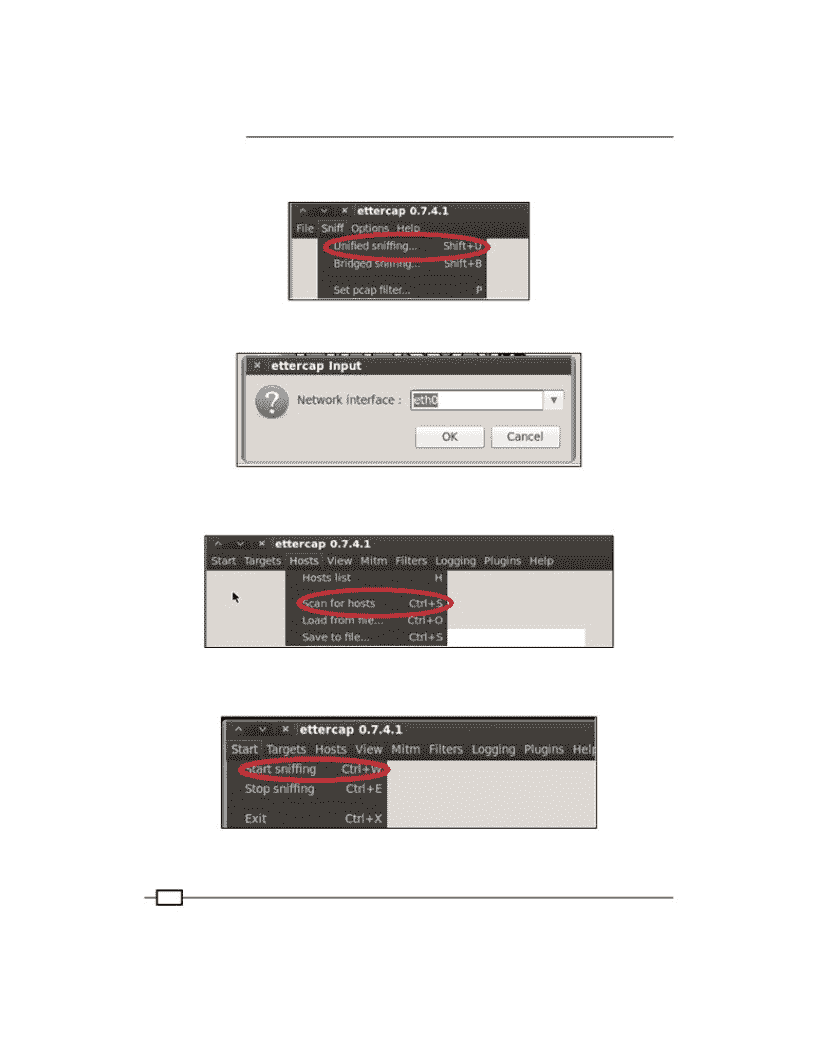 ettercap 0.7.4.1
File Sniff Options Help
Unified sniffing... Shift+U
Bridged sniffing... Shift+B
Set pcap filter... P
ettercap Input
Network interface : eth0
OK Cancel
ettercap 0.7.4.1
Start Targets Hosts View Mitm Filters Logging Plugins Help
Hosts list H
Scan for hosts Ctrl+S
Load from file... Ctrl+O
Save to file... Ctrl+S
ettercap 0.7.4.1
Start Targets Hosts View Mitm Filters Logging Plugins Help
Start sniffing Ctrl+W
Stop sniffing Ctrl+E
Exit Ctrl+X